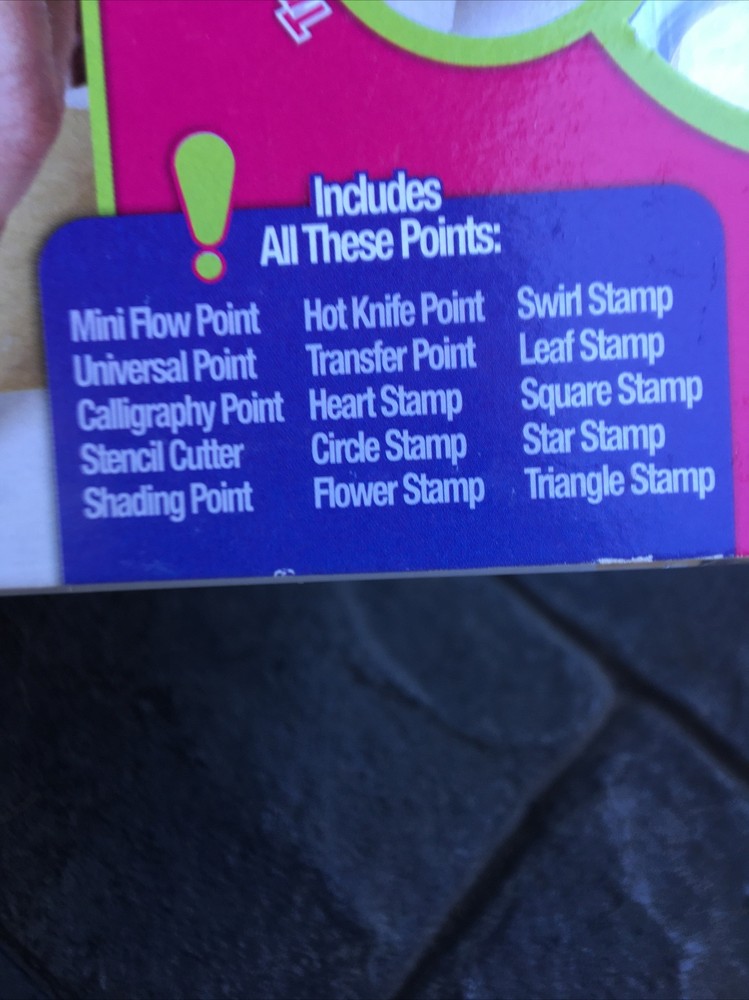 Includes
All These Points:
Mini Flow Point
Universal Point
Calligraphy Point
Stencil Cutter
Shading Point
Hot Knife Point
Transfer Point
Heart Stamp
Circle Stamp
Flower Stamp
Swirl Stamp
Leaf Stamp
Square Stamp
Star Stamp
Triangle Stamp